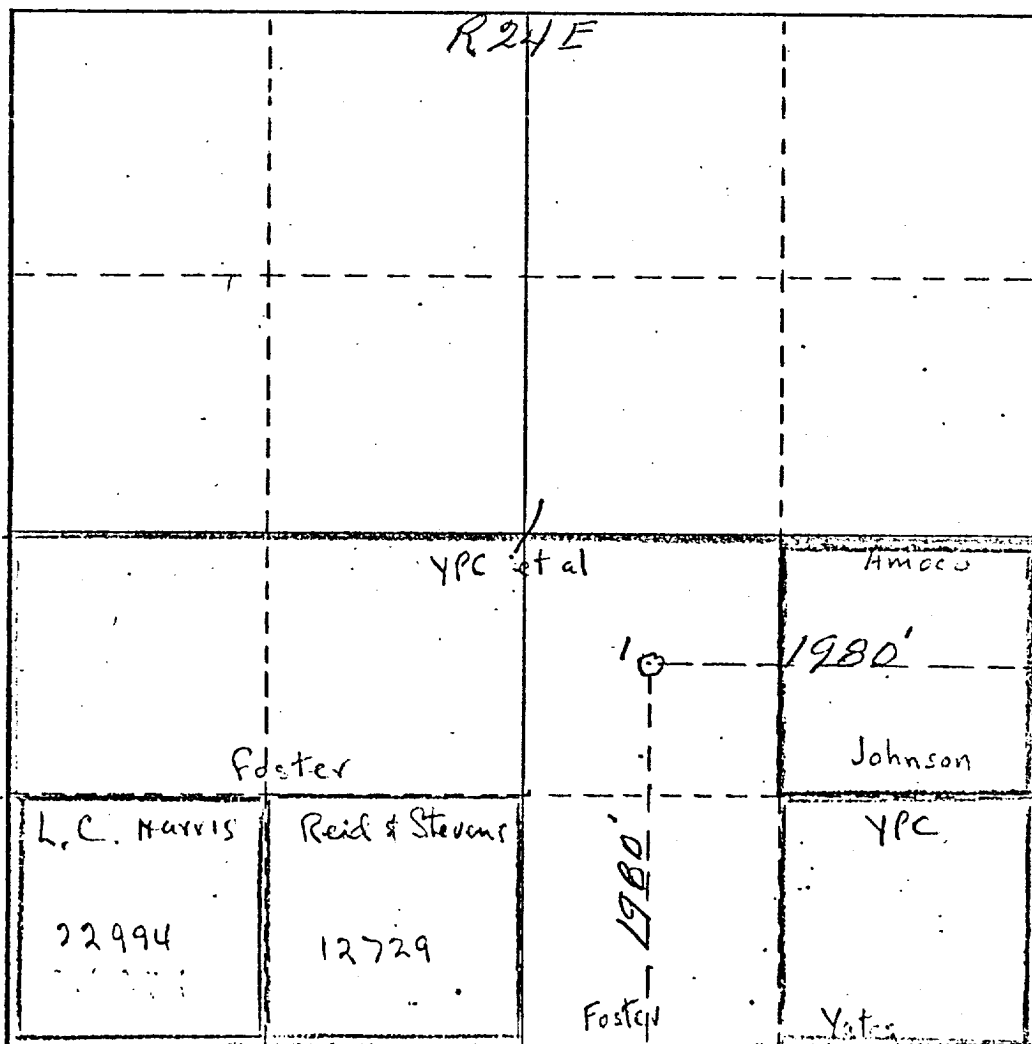 R24E
YPC et al
Amoco
1
1980'
Foster
Johnson
L.C. Harris
Reid & Stevens
YPC
1980'
22994
12729
Foster
Yates